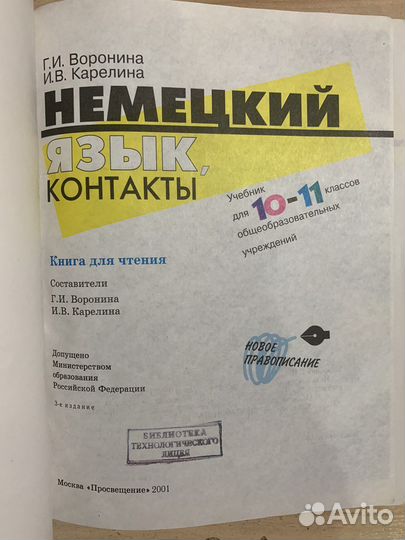 Г.И. Воронина
И.В. Карелина
НЕМЕЦКИЙ
ЯЗЫК,
КОНТАКТЫ
Учебник
для 10-11 классов
общеобразовательных
учреждений
Книга для чтения
Составители
Г.И. Воронина
И.В. Карелина
НОВОЕ
ПРАВОПИСАНИЕ
Допущено
Министерством
образования
Российской Федерации
3-е издание
БИБЛИОТЕКА
ТЕХНОЛОГИЧЕСКОГО
ЛИЦЕЯ
Москва «Просвещение» 2001
Avito